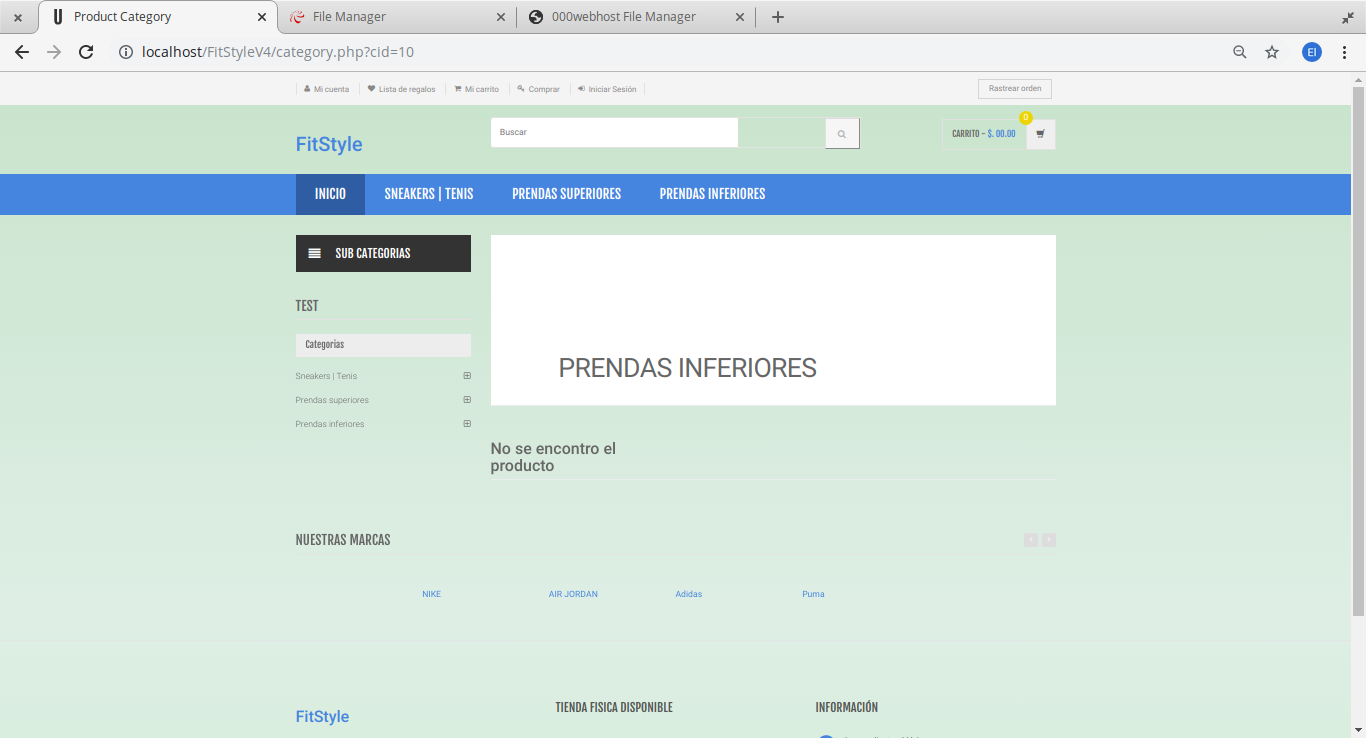 Product Category
File Manager
000webhost File Manager
localhost/FitStyleV4/category.php?cid=10
EI
Mi cuenta
Lista de regalos
Mi carrito
Comprar
Iniciar Sesión
Rastrear orden
FitStyle
Buscar
CARRITO - $. 00.00
0
INICIO
SNEAKERS | TENIS
PRENDAS SUPERIORES
PRENDAS INFERIORES
SUB CATEGORIAS
TEST
Categorias
Sneakers | Tenis
Prendas superiores
Prendas inferiores
PRENDAS INFERIORES
No se encontro el
producto
NUESTRAS MARCAS
NIKE
AIR JORDAN
Adidas
Puma
FitStyle
TIENDA FISICA DISPONIBLE
INFORMACIÓN